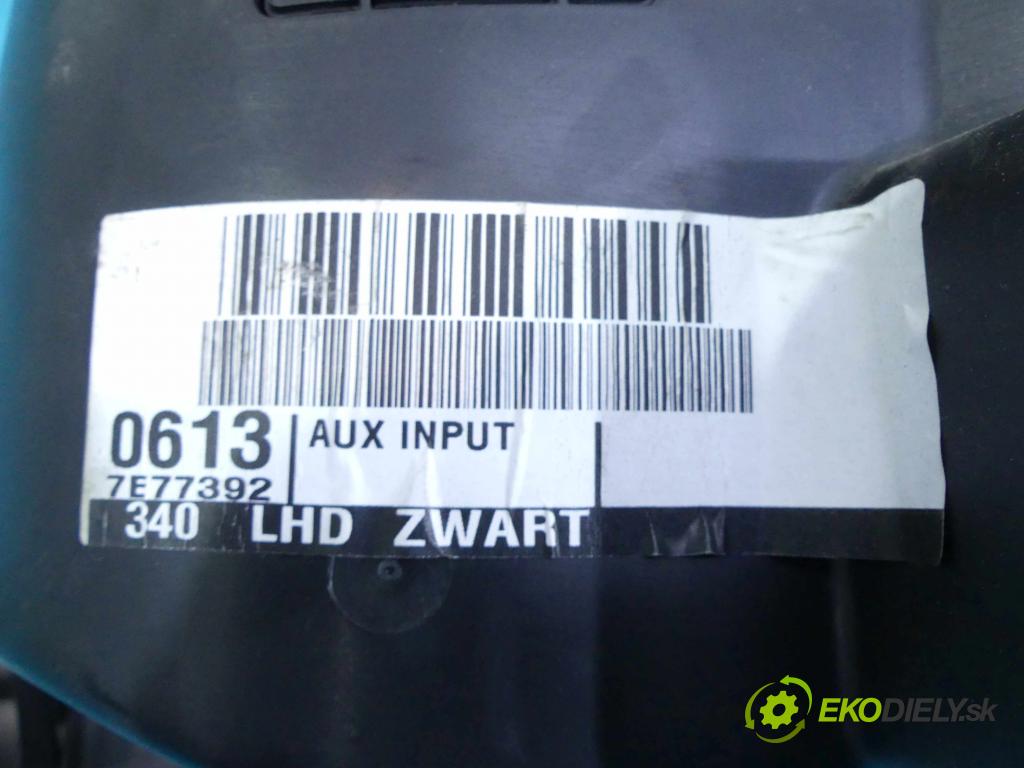 0613
AUX INPUT
7E77392
340 LHD ZWART
EKODIELY.sk